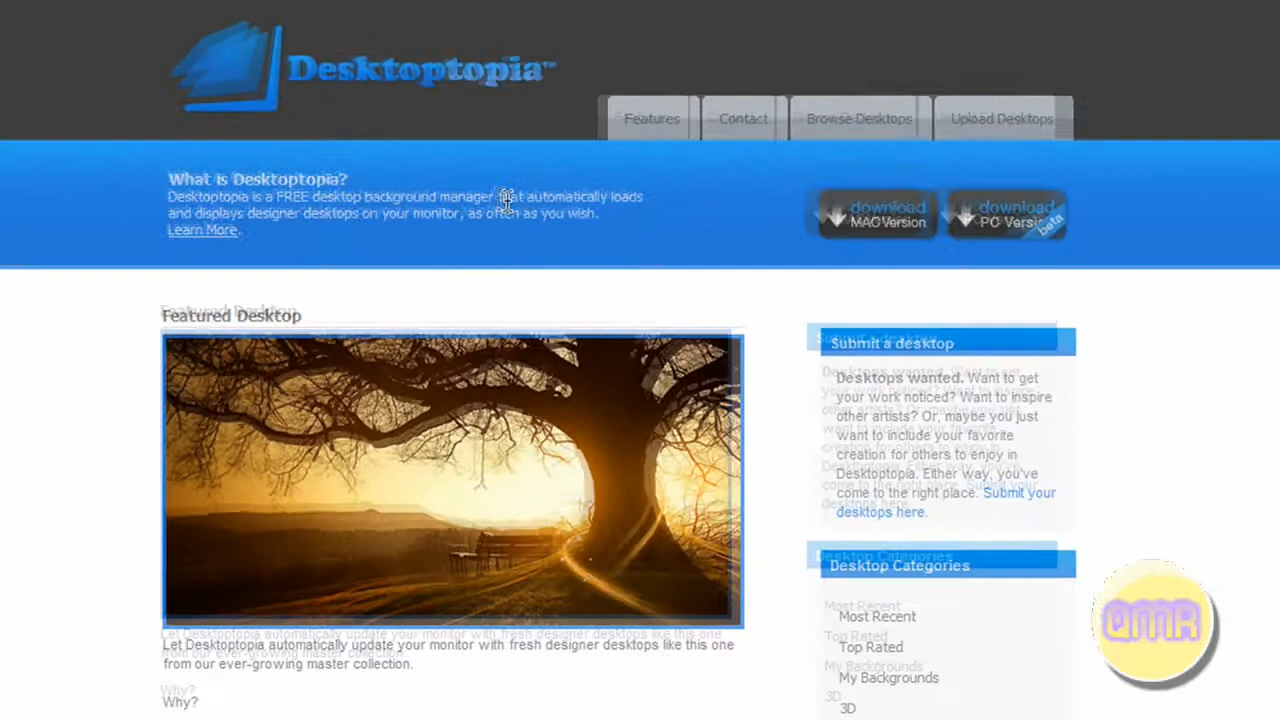 Desktoptopia™
Features
Contact
Browse Desktops
Upload Desktops
What is Desktoptopia?
Desktoptopia is a FREE desktop background manager that automatically loads
and displays designer desktops on your monitor, as often as you wish.
Learn More.
download
MAC Version
download
PC Version
beta
Featured Desktop
Let Desktoptopia automatically update your monitor with fresh designer desktops like this one
from our ever-growing master collection.
Why?
Submit a desktop
Desktops wanted. Want to get
your work noticed? Want to inspire
other artists? Or, maybe you just
want to include your favorite
creation for others to enjoy in
Desktoptopia. Either way, you've
come to the right place. Submit your
desktops here.
Desktop Categories
Most Recent
Top Rated
My Backgrounds
3D
QMR